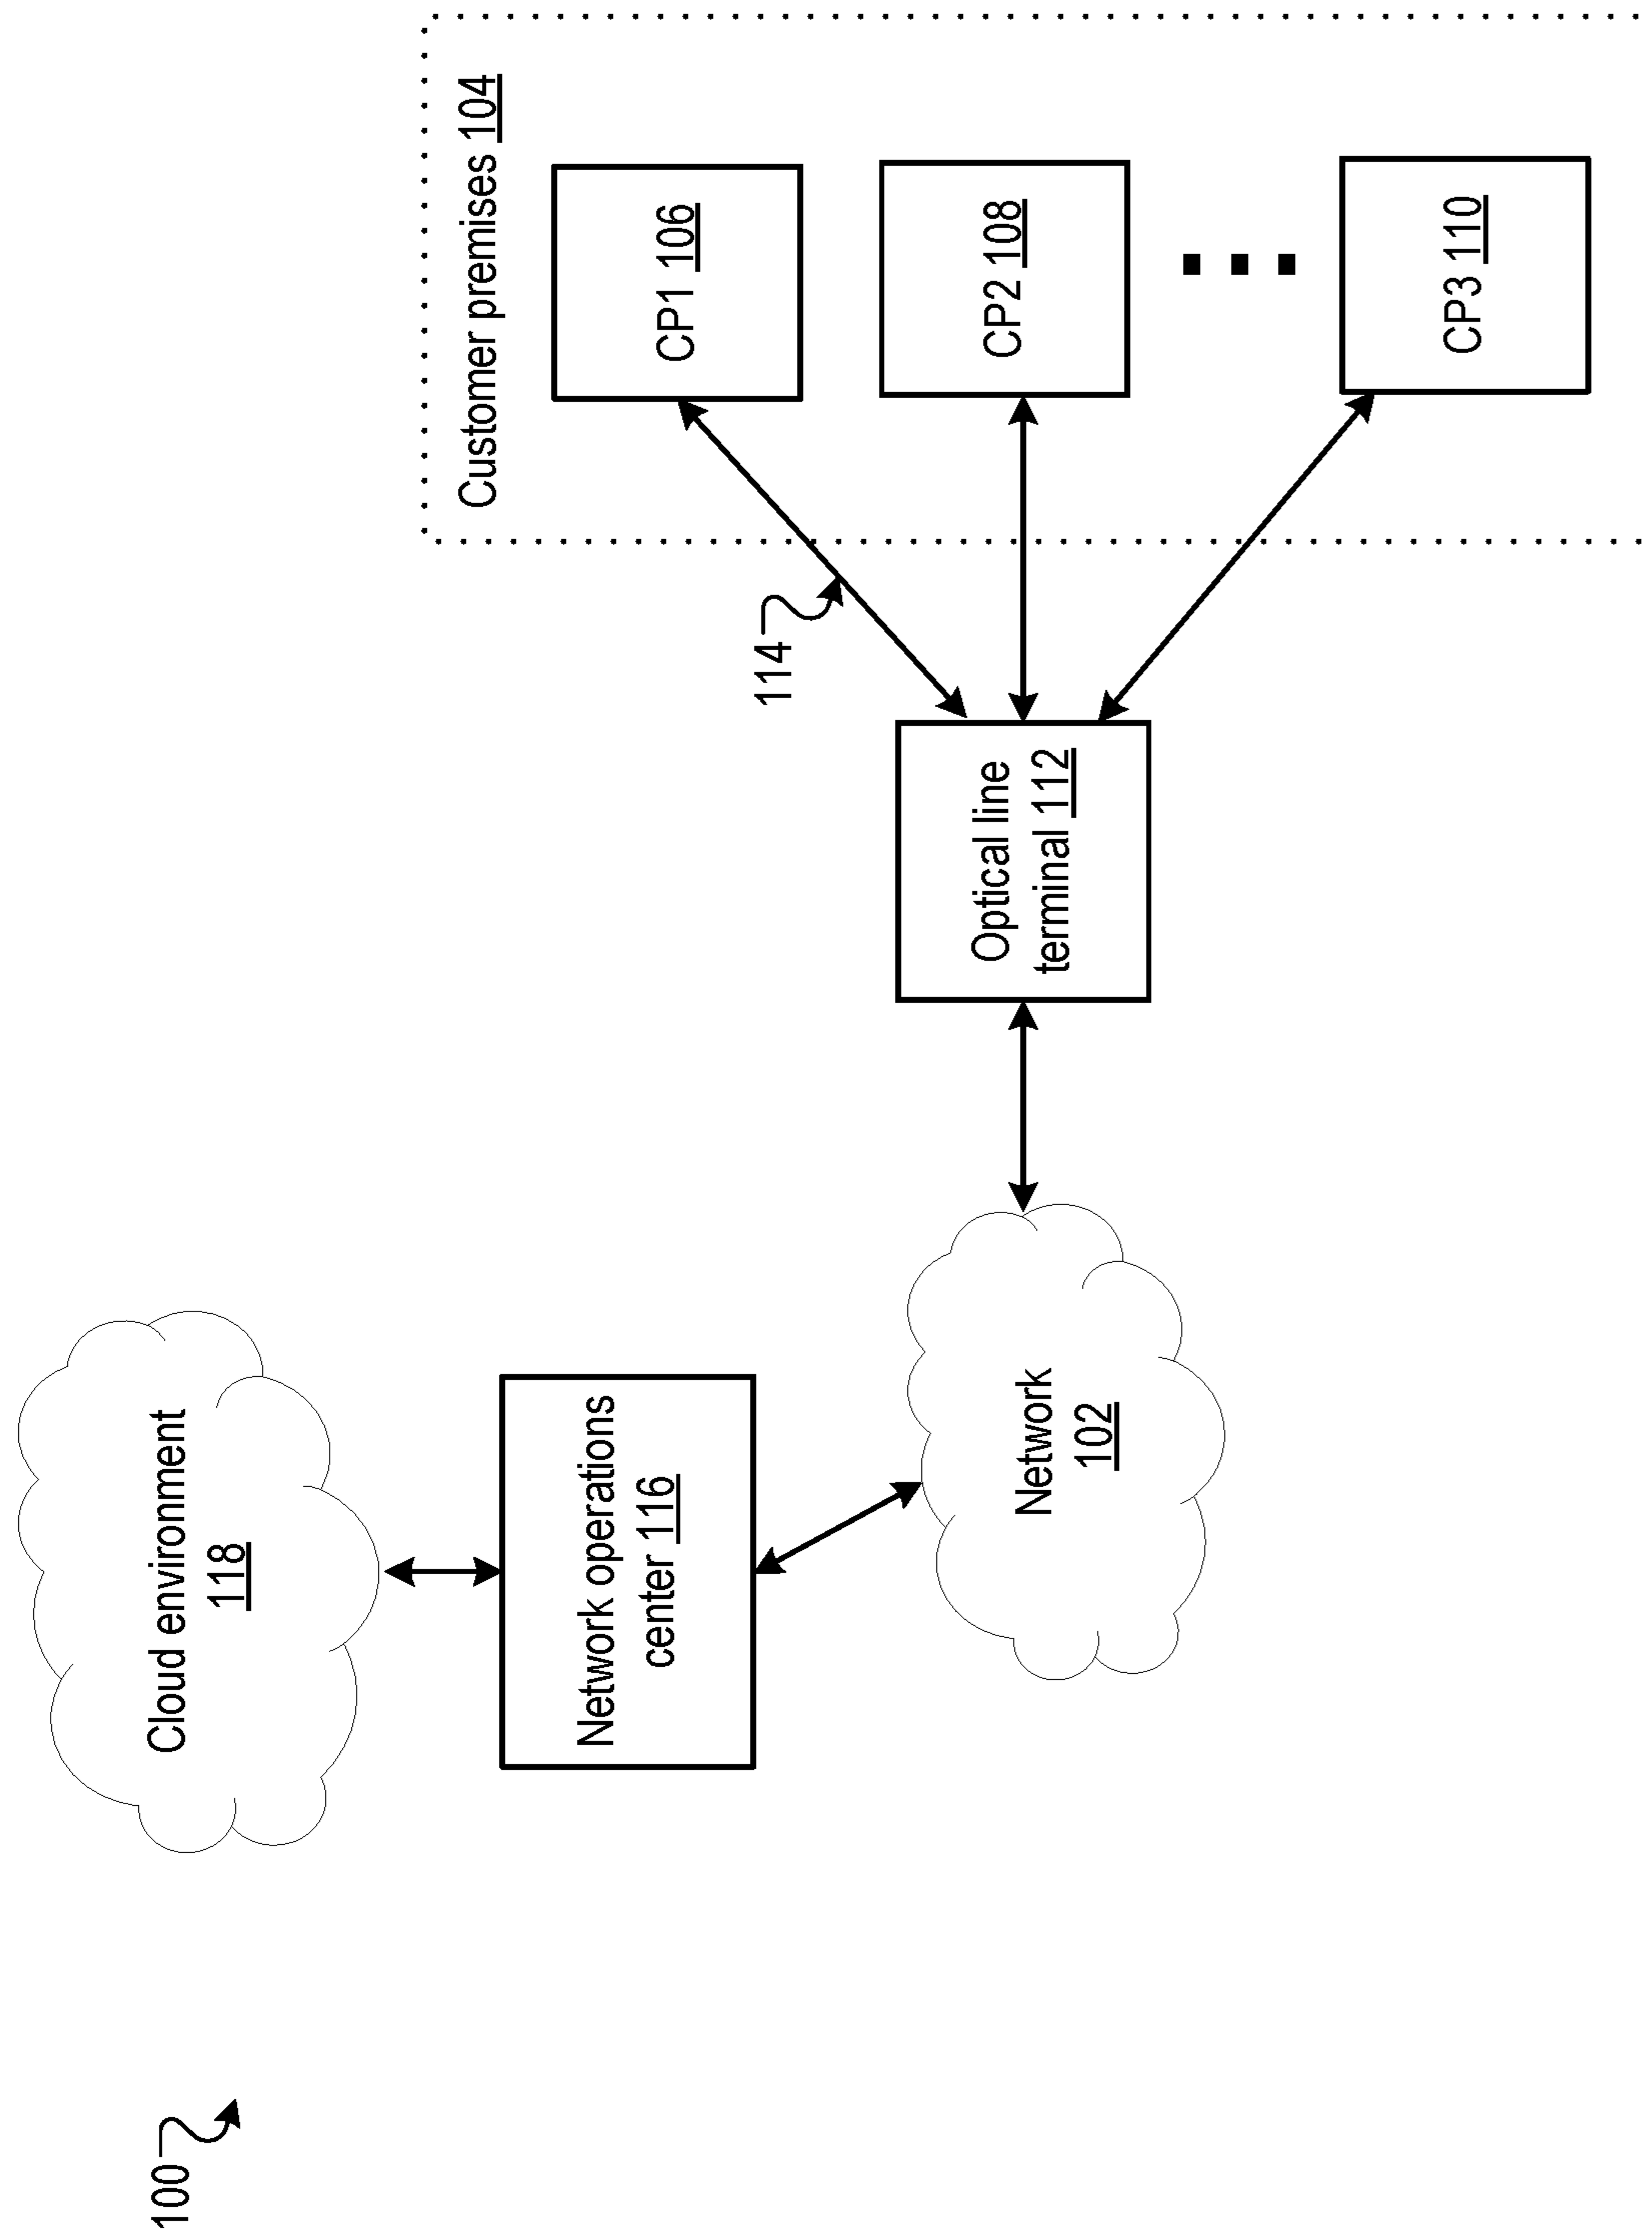 100
Cloud environment
118
Network operations
center 116
Network
102
Optical line
terminal 112
114
Customer premises 104
CP1 106
CP2 108
CP3 110